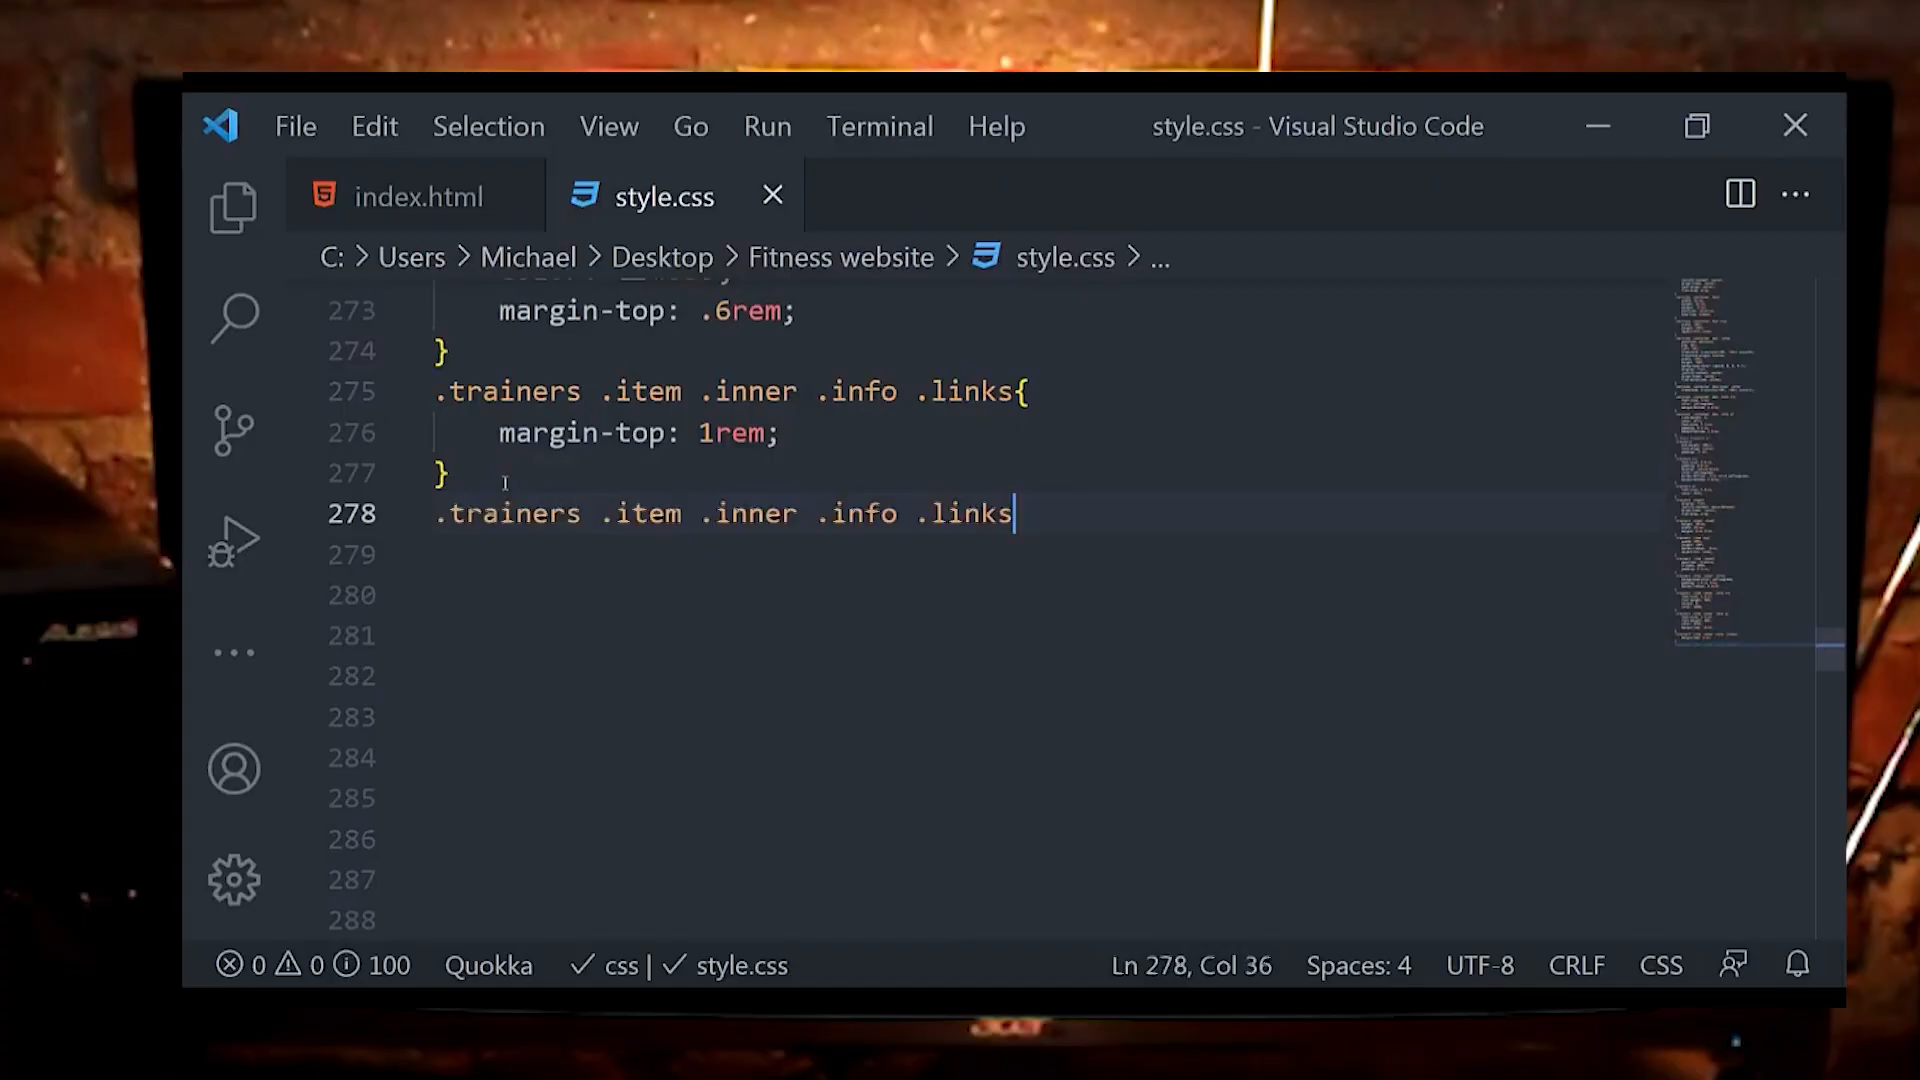 File Edit Selection View Go Run Terminal Help style.css - Visual Studio Code
index.html style.css
C: > Users > Michael > Desktop > Fitness website > style.css > ...
273 margin-top: .6rem;
274 }
275 .trainers .item .inner .info .links{
276 margin-top: 1rem;
277 }
278 .trainers .item .inner .info .links
279
280
281
282
283
284
285
286
287
288
0 0 100 Quokka css | style.css Ln 278, Col 36 Spaces: 4 UTF-8 CRLF CSS
ALESIS
acer